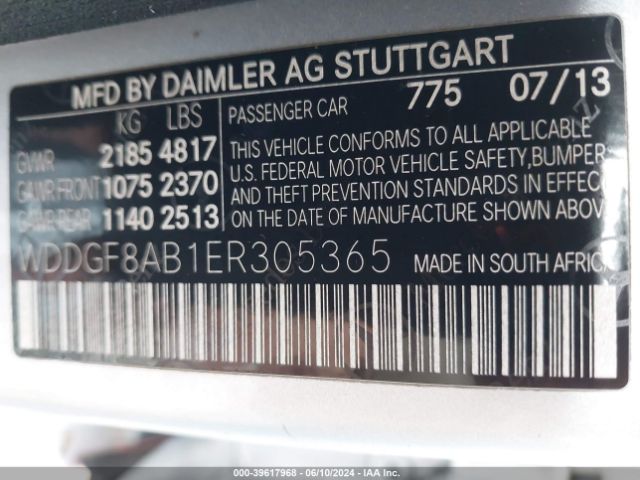 MFD BY DAIMLER AG STUTTGART
KG LBS
GVWR 2185 4817
GAWR FRONT 1075 2370
GAWR REAR 1140 2513
PASSENGER CAR 775 07/13
THIS VEHICLE CONFORMS TO ALL APPLICABLE
U.S. FEDERAL MOTOR VEHICLE SAFETY, BUMPER
AND THEFT PREVENTION STANDARDS IN EFFEC
ON THE DATE OF MANUFACTURE SHOWN ABOVE
WDDGF8AB1ER305365
MADE IN SOUTH AFRICA
000-39617968 - 06/10/2024 - IAA Inc.